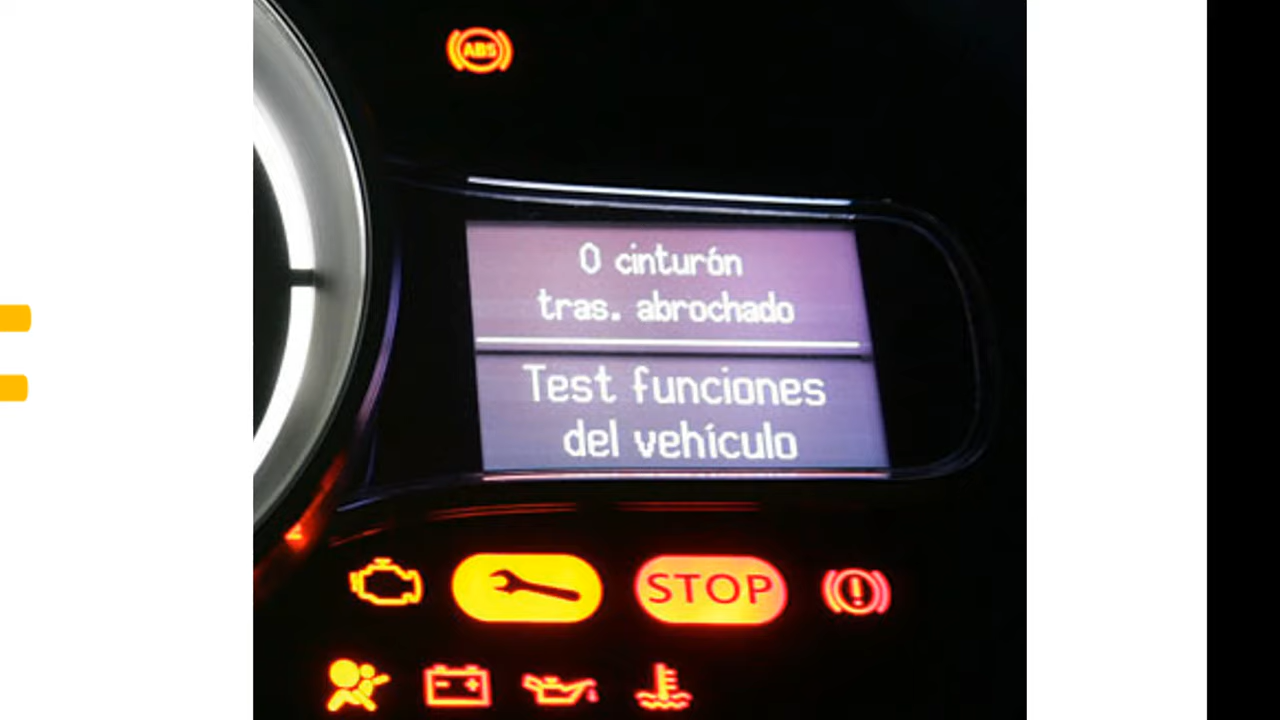 ABS
0 cinturón
tras. abrochado
Test funciones
del vehículo
STOP